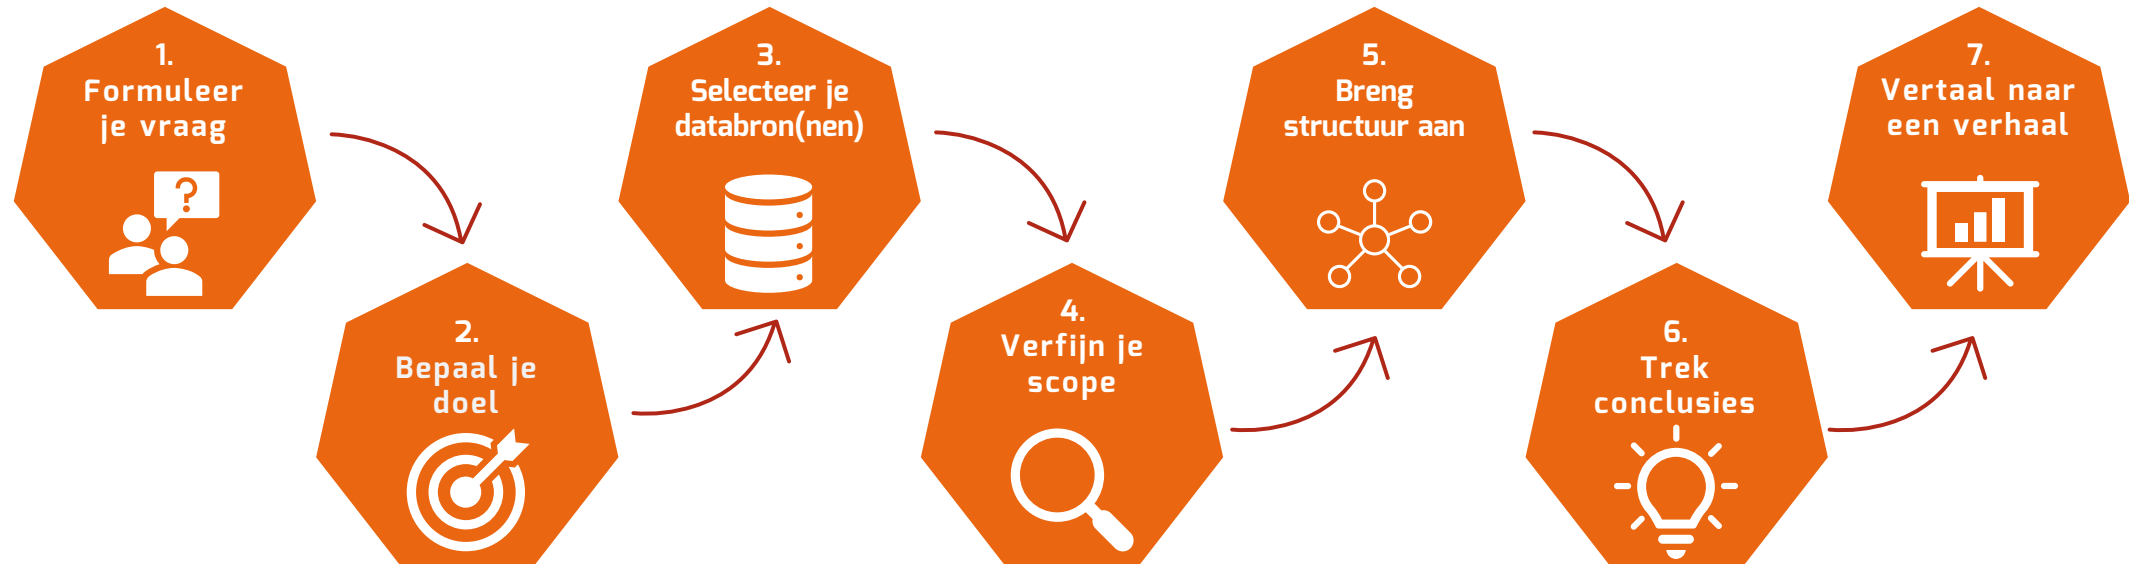 1.
Formuleer
je vraag
?
2.
Bepaal je
doel
3.
Selecteer je
databron(nen)
4.
Verfijn je
scope
5.
Breng
structuur aan
6.
Trek
conclusies
7.
Vertaal naar
een verhaal